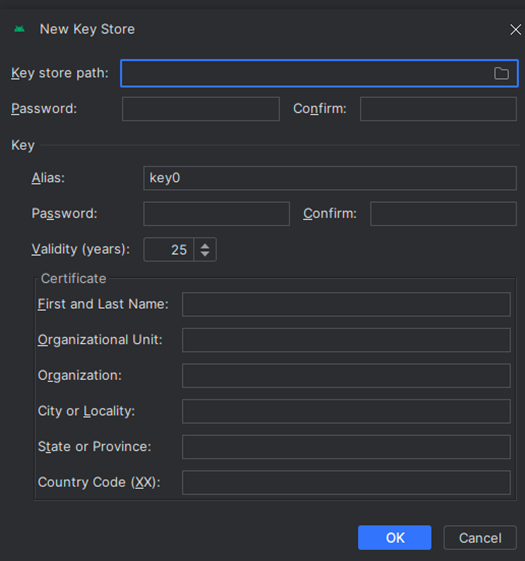 New Key Store
Key store path:
Password: Confirm:
Key
Alias: key0
Password: Confirm:
Validity (years): 25
Certificate
First and Last Name:
Organizational Unit:
Organization:
City or Locality:
State or Province:
Country Code (XX):
OK Cancel